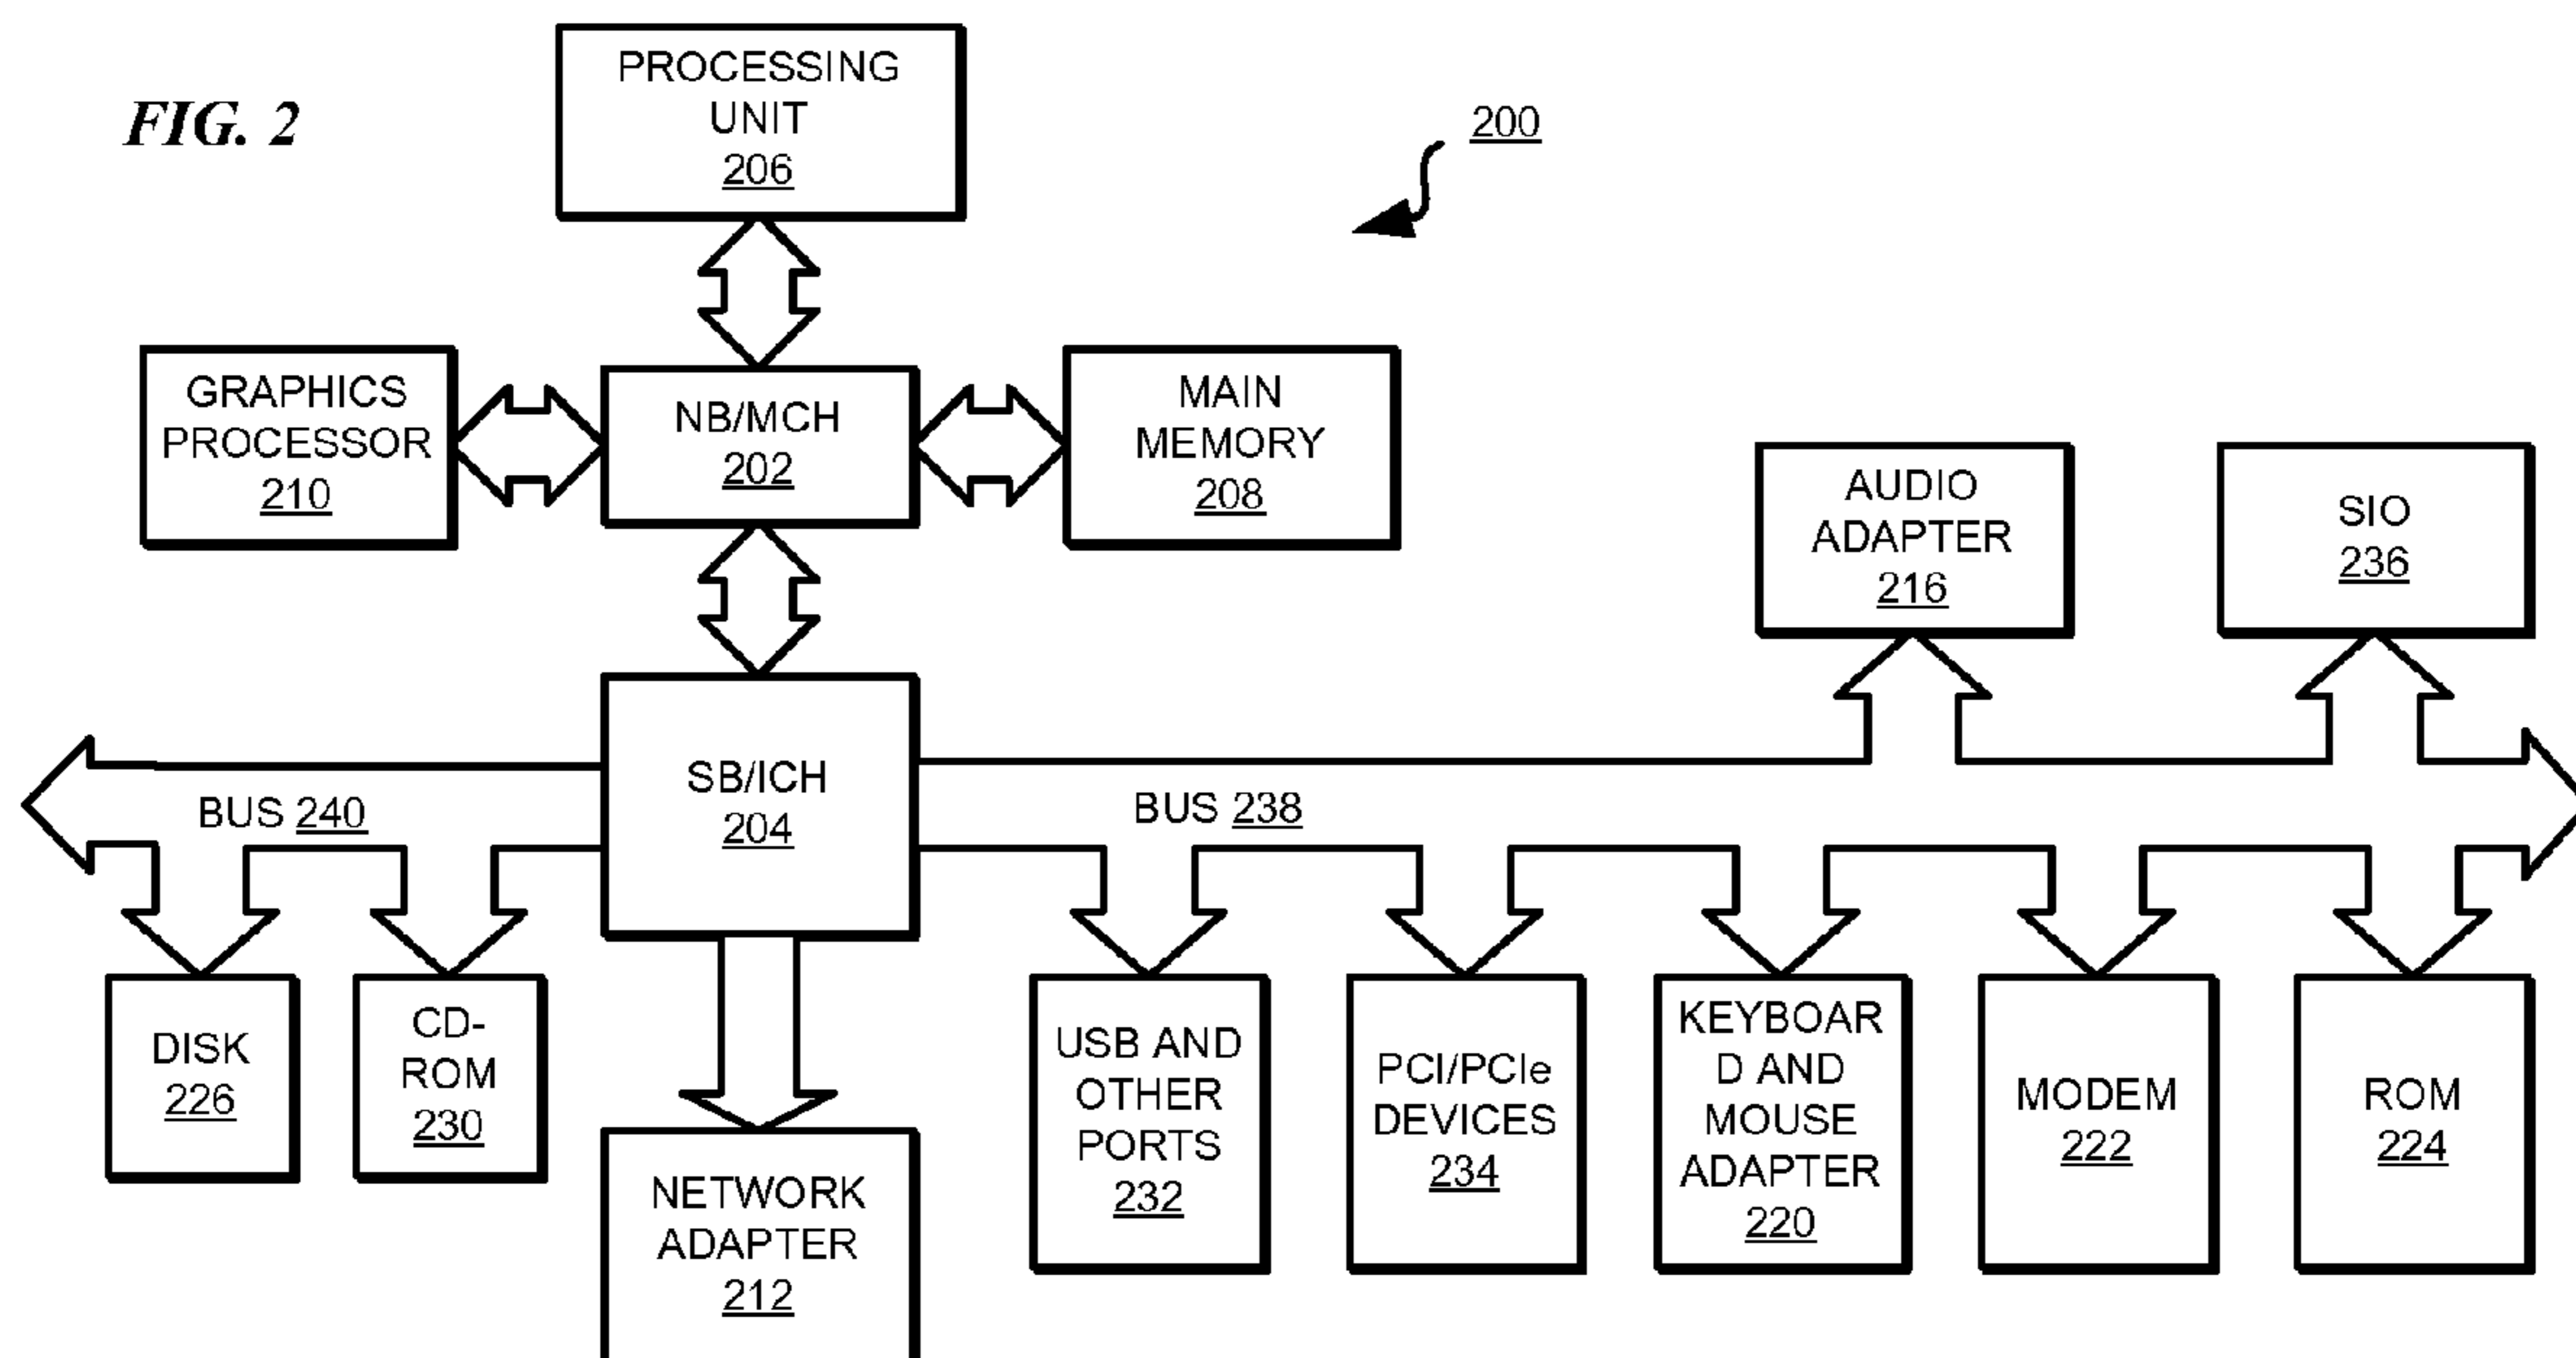 FIG. 2
PROCESSING
UNIT
206
200
GRAPHICS
PROCESSOR
210
NB/MCH
202
MAIN
MEMORY
208
AUDIO
ADAPTER
216
SIO
236
SB/ICH
204
BUS 240
BUS 238
DISK
226
CD-
ROM
230
NETWORK
ADAPTER
212
USB AND
OTHER
PORTS
232
PCI/PCIe
DEVICES
234
KEYBOAR
D AND
MOUSE
ADAPTER
220
MODEM
222
ROM
224